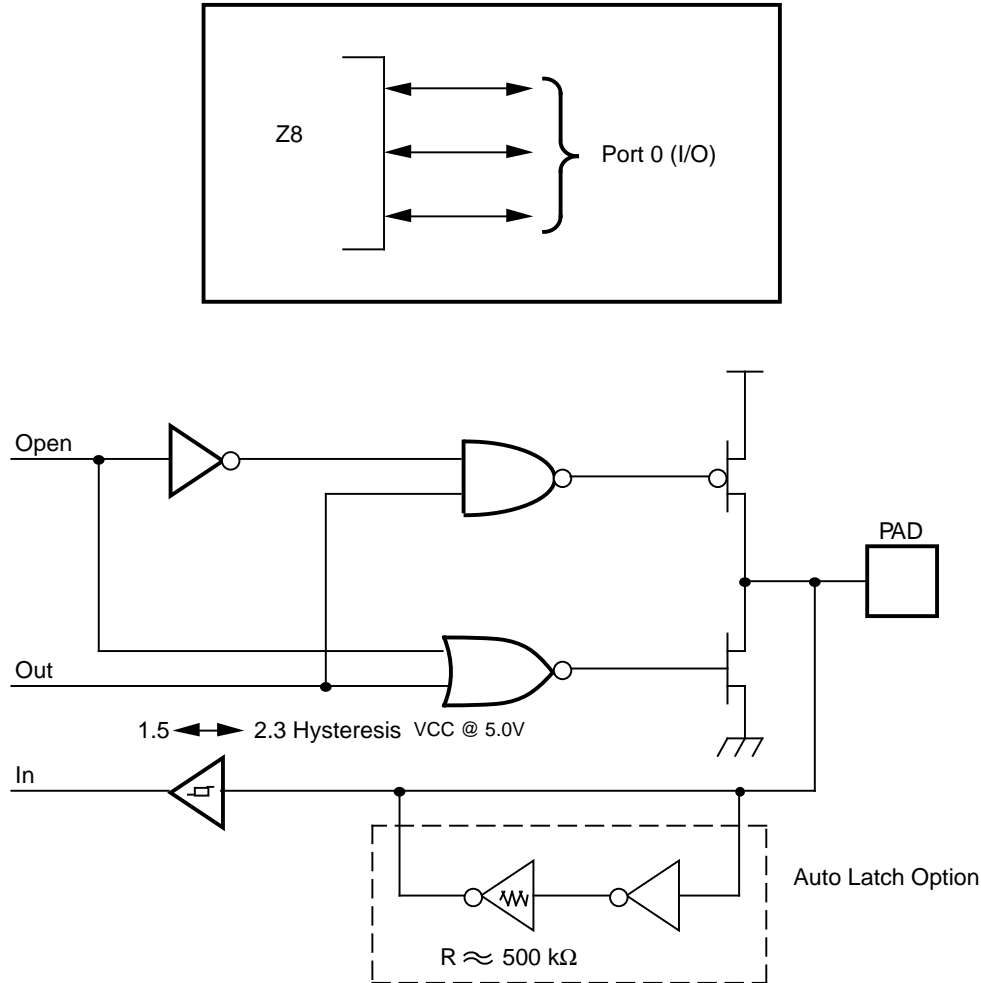 Z8
Port 0 (I/O)
Open
PAD
Out
1.5 2.3 Hysteresis VCC @ 5.0V
In
Auto Latch Option
R ≈ 500 kΩ